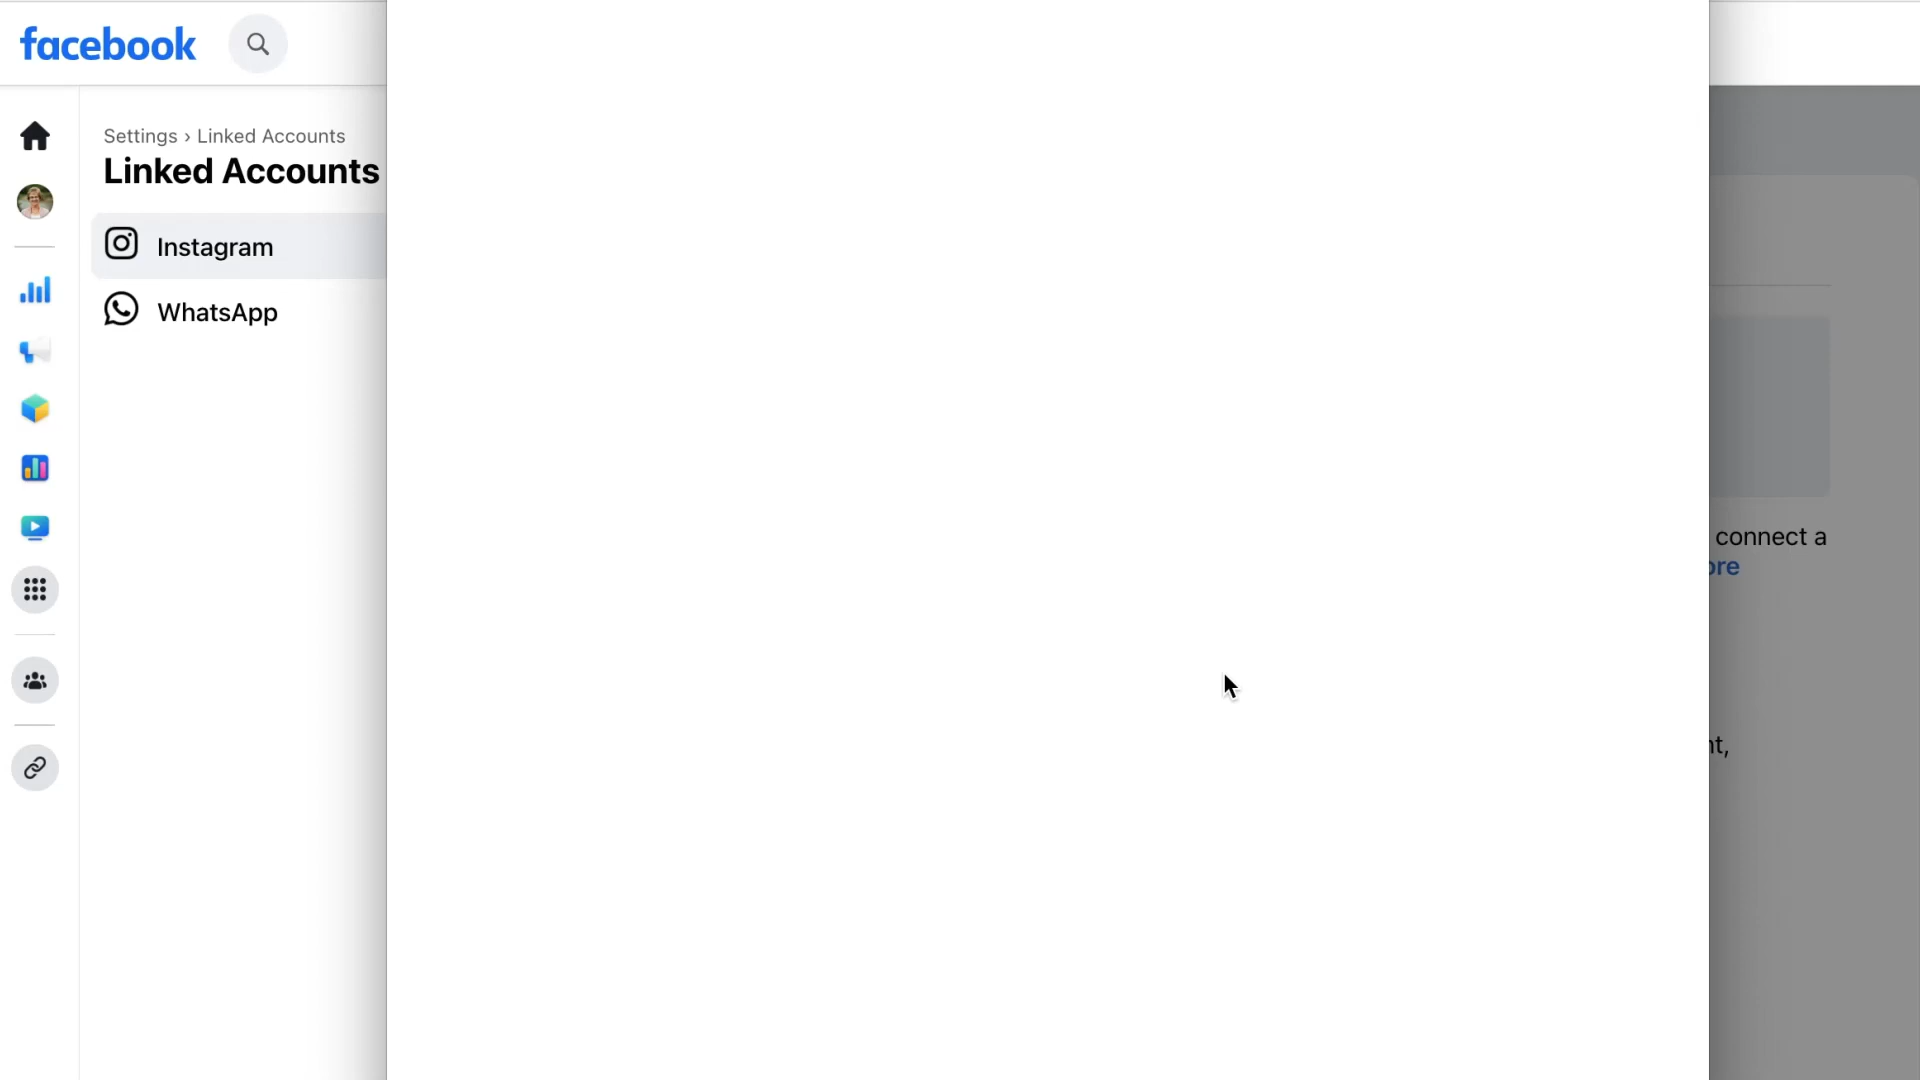 facebook
Settings › Linked Accounts
Linked Accounts
Instagram
WhatsApp
connect a